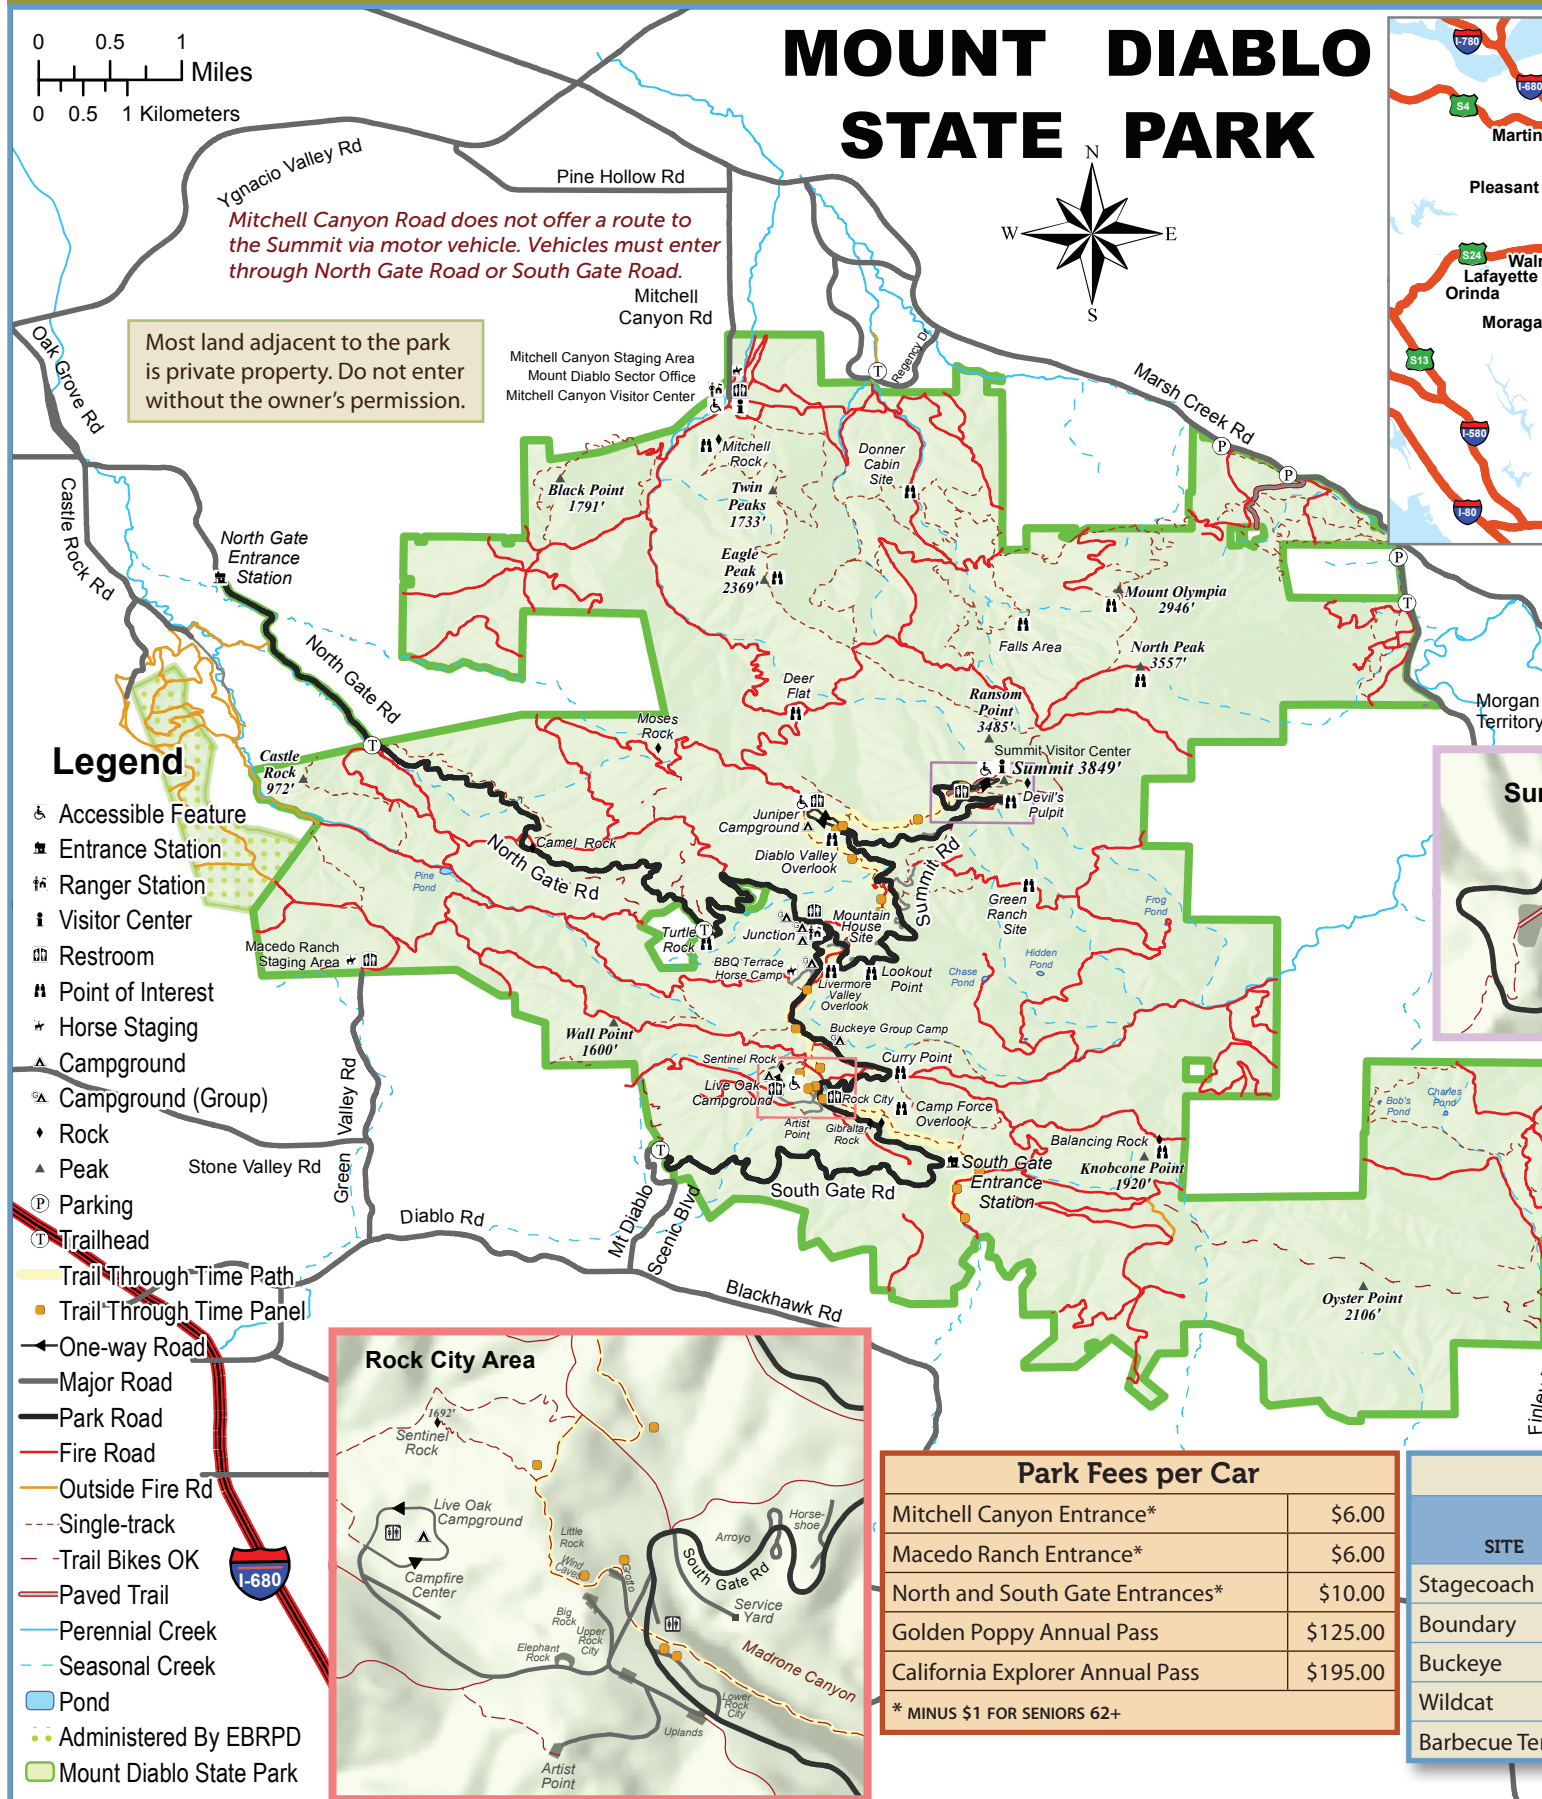 MOUNT DIABLO
STATE PARK
0 0.5 1
Miles
0 0.5 1 Kilometers
N
W
E
S
Ygnacio Valley Rd
Pine Hollow Rd
Mitchell Canyon Road does not offer a route to
the Summit via motor vehicle. Vehicles must enter
through North Gate Road or South Gate Road.
Mitchell
Canyon Rd
Most land adjacent to the park
is private property. Do not enter
without the owner's permission.
Oak Grove Rd
Castle Rock Rd
Mitchell Canyon Staging Area
Mount Diablo Sector Office
Mitchell Canyon Visitor Center
Regency Dr
Marsh Creek Rd
T
P
P
P
T
I-780
I-680
S4
Martin
Pleasant
S24
Waln
Lafayette
Orinda
Moraga
S13
I-580
I-80
Mitchell
Rock
Donner
Cabin
Site
Black Point
1791'
Twin
Peaks
1733'
Eagle
Peak
2369'
North Gate
Entrance
Station
North Gate Rd
Mount Olympia
2946'
Falls Area
North Peak
3557'
Ransom
Point
3485'
Deer
Flat
Moses
Rock
Morgan
Territory
T
Castle
Rock
972'
Summit Visitor Center
Summit 3849'
Devil's
Pulpit
Juniper
Campground
Diablo Valley
Overlook
Camel Rock
North Gate Rd
Summit Rd
Pine
Pond
Green
Ranch
Site
Frog
Pond
Mountain
House
Site
Turtle
Rock
T
Junction
Macedo Ranch
Staging Area
BBQ Terrace
Horse Camp
Livermore
Valley
Overlook
Lookout
Point
Chase
Pond
Hidden
Pond
Wall Point
1600'
Buckeye Group Camp
Sentinel Rock
Curry Point
Live Oak
Campground
Rock City
Artist
Point
Gibraltar
Rock
Camp Force
Overlook
Balancing Rock
Knobcone Point
1920'
Bob's
Pond
Charles
Pond
T
South Gate Rd
South Gate
Entrance
Station
Oyster Point
2106'
Green Valley Rd
Stone Valley Rd
Diablo Rd
Mt Diablo
Scenic Blvd
Blackhawk Rd
Finley
Sum
Legend
Accessible Feature
Entrance Station
Ranger Station
Visitor Center
Restroom
Point of Interest
Horse Staging
Campground
Campground (Group)
Rock
Peak
P Parking
T Trailhead
Trail Through Time Path
Trail Through Time Panel
One-way Road
Major Road
Park Road
Fire Road
Outside Fire Rd
Single-track
Trail Bikes OK
Paved Trail
Perennial Creek
Seasonal Creek
Pond
Administered By EBRPD
Mount Diablo State Park
I-680
Rock City Area
1692'
Sentinel
Rock
Live Oak
Campground
Campfire
Center
Little
Rock
Wind
Caves
Grotto
Big
Rock
Upper
Rock
City
Elephant
Rock
Arroyo
Horse-
shoe
South Gate Rd
Service
Yard
Madrone Canyon
Lower
Rock
City
Uplands
Artist
Point
Park Fees per Car
Mitchell Canyon Entrance* $6.00
Macedo Ranch Entrance* $6.00
North and South Gate Entrances* $10.00
Golden Poppy Annual Pass $125.00
California Explorer Annual Pass $195.00
* MINUS $1 FOR SENIORS 62+
SITE
Stagecoach
Boundary
Buckeye
Wildcat
Barbecue Ter